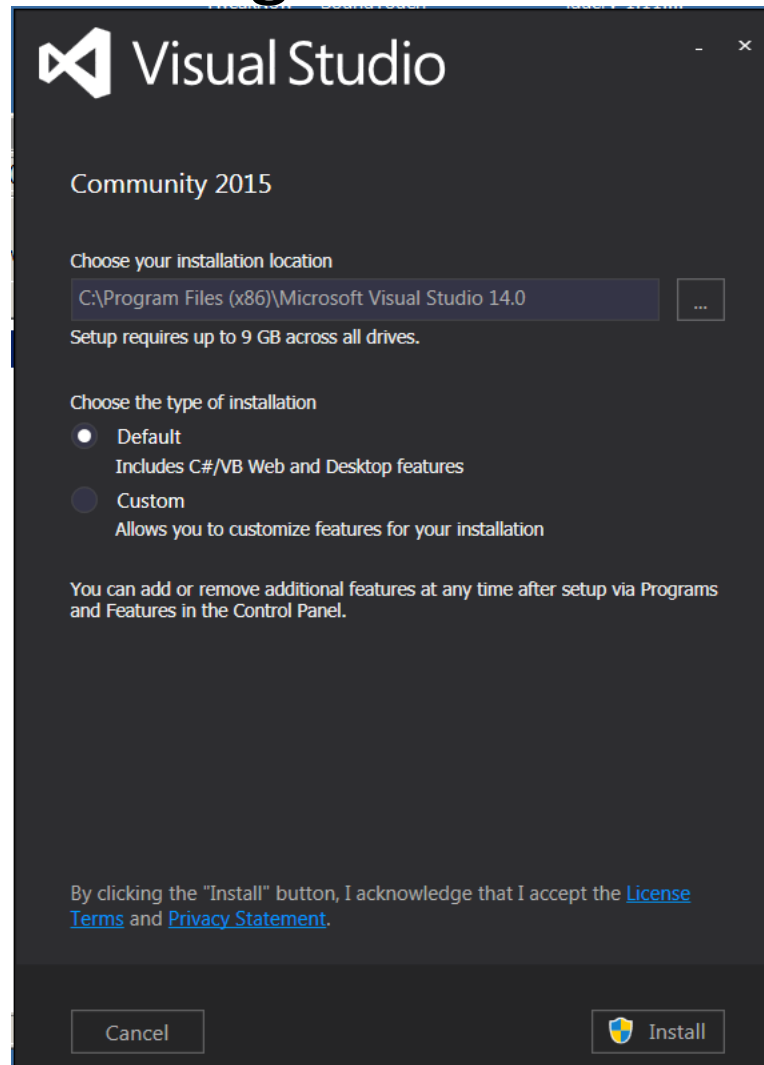 Visual Studio
Community 2015
Choose your installation location
C:\Program Files (x86)\Microsoft Visual Studio 14.0
...
Setup requires up to 9 GB across all drives.
Choose the type of installation
Default
Includes C#/VB Web and Desktop features
Custom
Allows you to customize features for your installation
You can add or remove additional features at any time after setup via Programs
and Features in the Control Panel.
By clicking the "Install" button, I acknowledge that I accept the License
Terms and Privacy Statement.
Cancel
Install